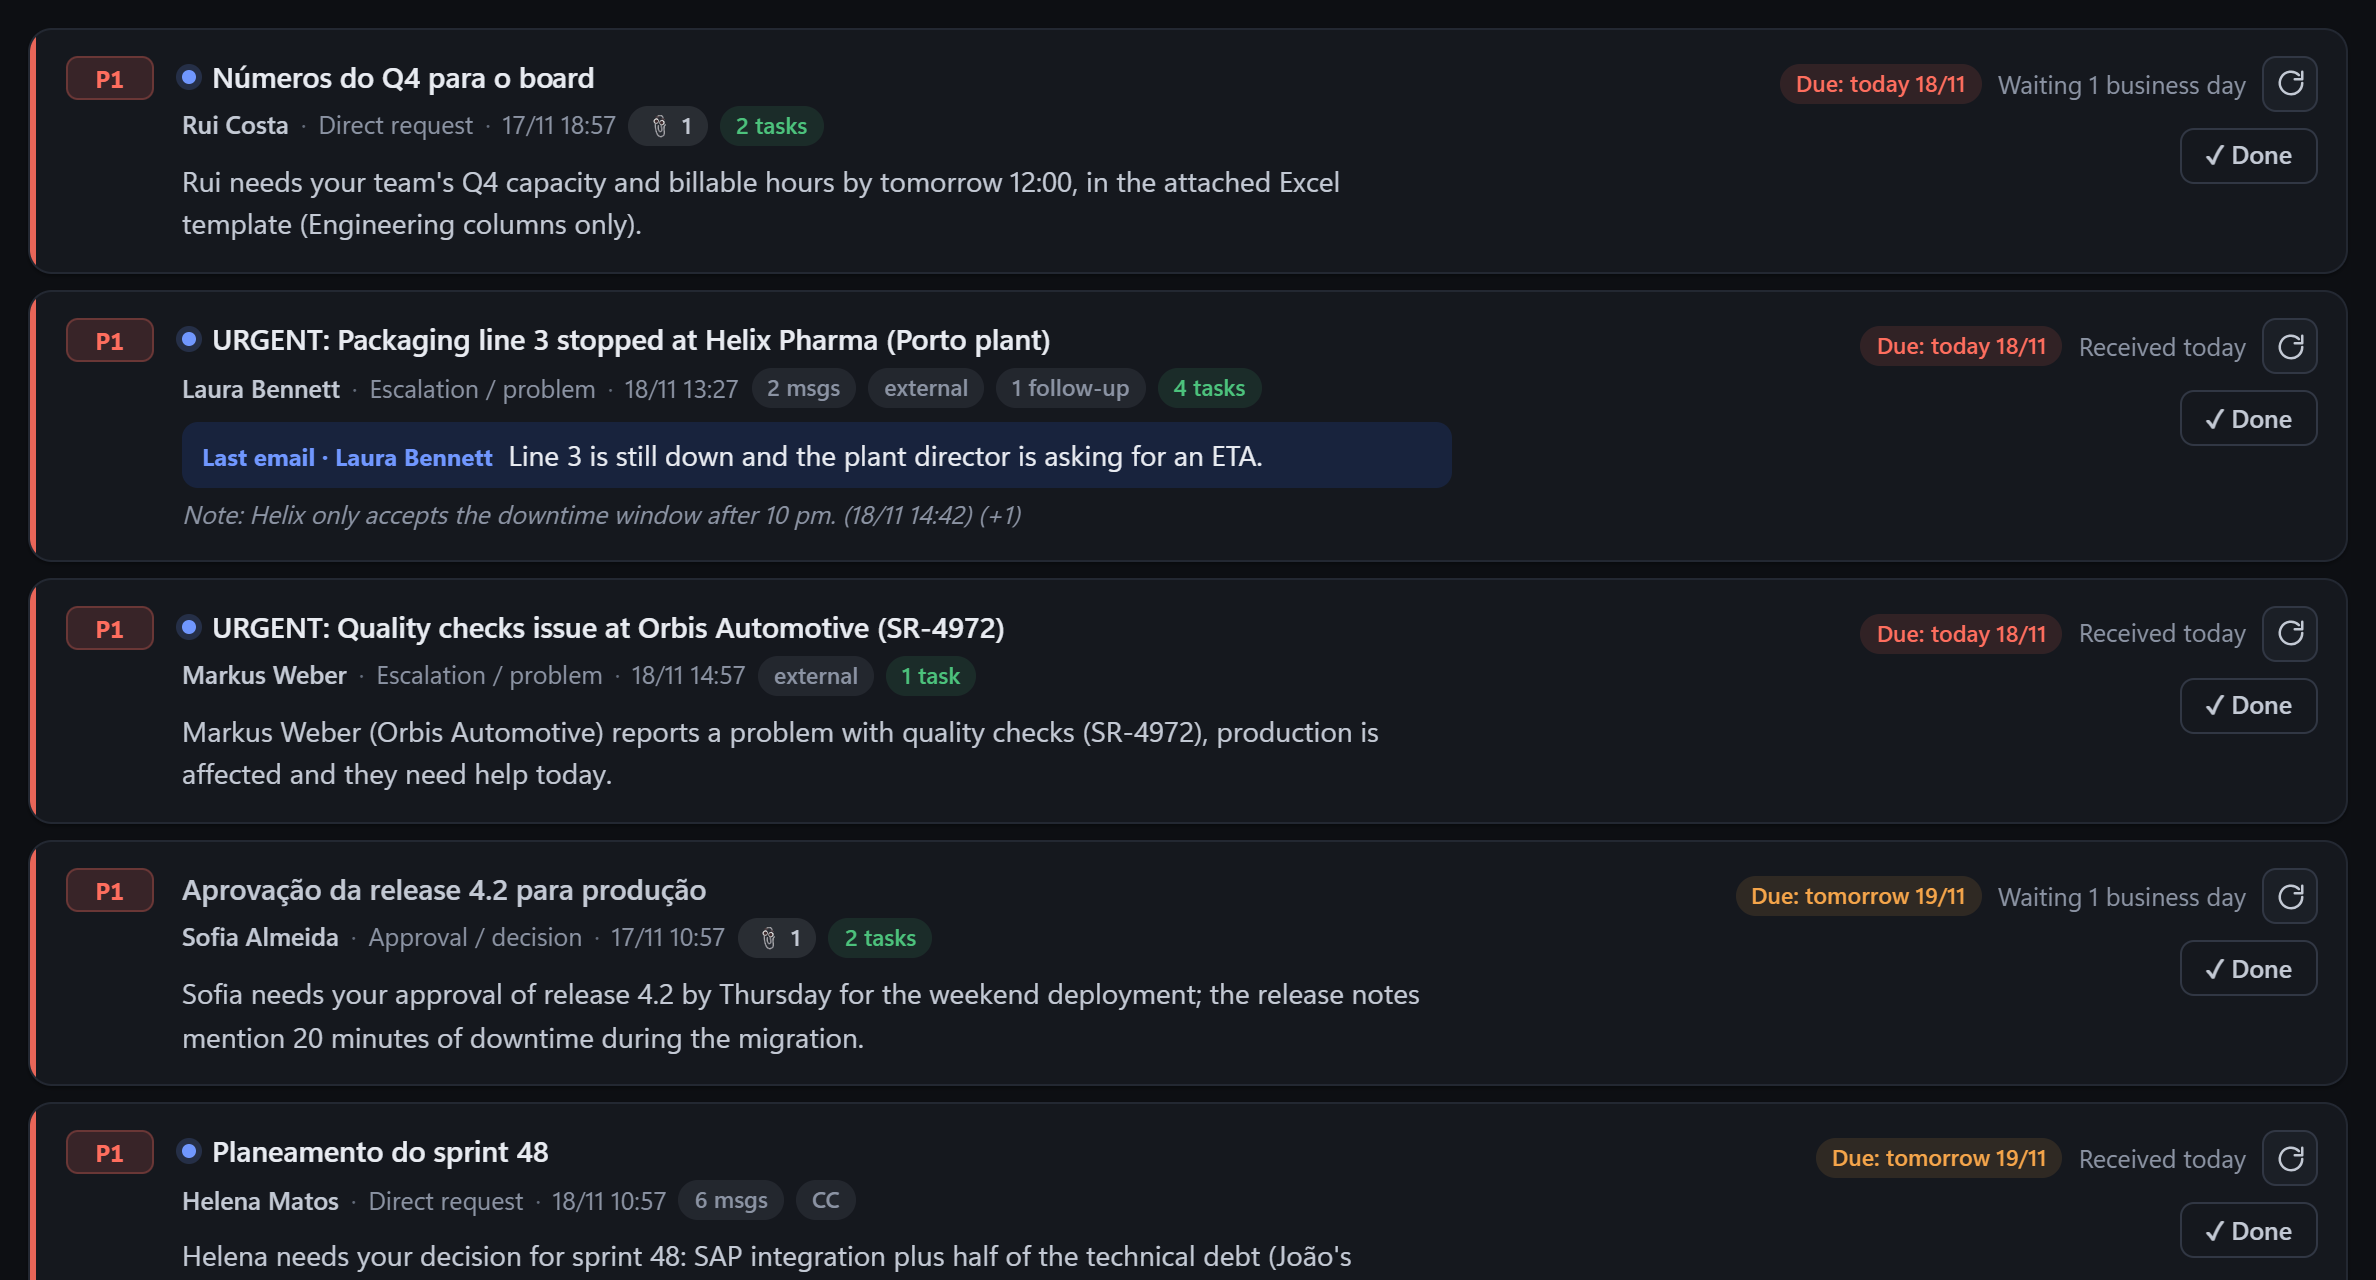 P1 Números do Q4 para o board Due: today 18/11 Waiting 1 business day
Rui Costa · Direct request · 17/11 18:57 1 2 tasks
✓ Done
Rui needs your team's Q4 capacity and billable hours by tomorrow 12:00, in the attached Excel
template (Engineering columns only).
P1 URGENT: Packaging line 3 stopped at Helix Pharma (Porto plant) Due: today 18/11 Received today
Laura Bennett · Escalation / problem · 18/11 13:27 2 msgs external 1 follow-up 4 tasks
✓ Done
Last email · Laura Bennett Line 3 is still down and the plant director is asking for an ETA.
Note: Helix only accepts the downtime window after 10 pm. (18/11 14:42) (+1)
P1 URGENT: Quality checks issue at Orbis Automotive (SR-4972) Due: today 18/11 Received today
Markus Weber · Escalation / problem · 18/11 14:57 external 1 task
✓ Done
Markus Weber (Orbis Automotive) reports a problem with quality checks (SR-4972), production is
affected and they need help today.
P1 Aprovação da release 4.2 para produção Due: tomorrow 19/11 Waiting 1 business day
Sofia Almeida · Approval / decision · 17/11 10:57 1 2 tasks
✓ Done
Sofia needs your approval of release 4.2 by Thursday for the weekend deployment; the release notes
mention 20 minutes of downtime during the migration.
P1 Planeamento do sprint 48 Due: tomorrow 19/11 Received today
Helena Matos · Direct request · 18/11 10:57 6 msgs CC
✓ Done
Helena needs your decision for sprint 48: SAP integration plus half of the technical debt (João's